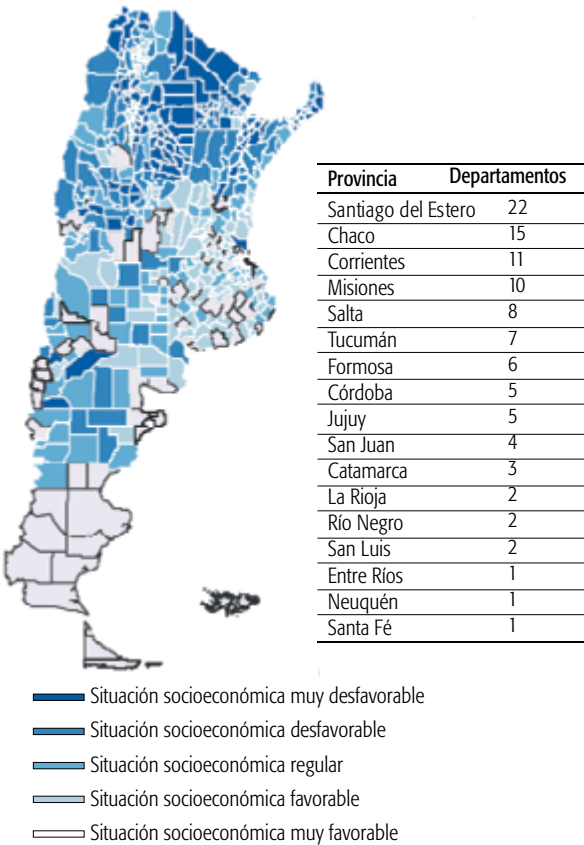 Provincia Departamentos
Santiago del Estero 22
Chaco 15
Corrientes 11
Misiones 10
Salta 8
Tucumán 7
Formosa 6
Córdoba 5
Jujuy 5
San Juan 4
Catamarca 3
La Rioja 2
Río Negro 2
San Luis 2
Entre Ríos 1
Neuquén 1
Santa Fé 1
Situación socioeconómica muy desfavorable
Situación socioeconómica desfavorable
Situación socioeconómica regular
Situación socioeconómica favorable
Situación socioeconómica muy favorable